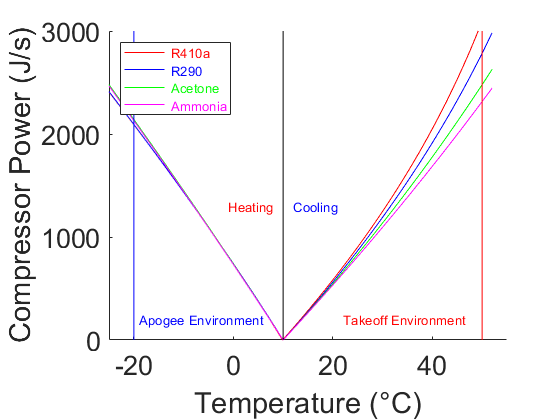 3000
2000
1000
0
Compressor Power (J/s)
R410a
R290
Acetone
Ammonia
Heating
Cooling
Apogee Environment
Takeoff Environment
-20
0
20
40
Temperature (°C)